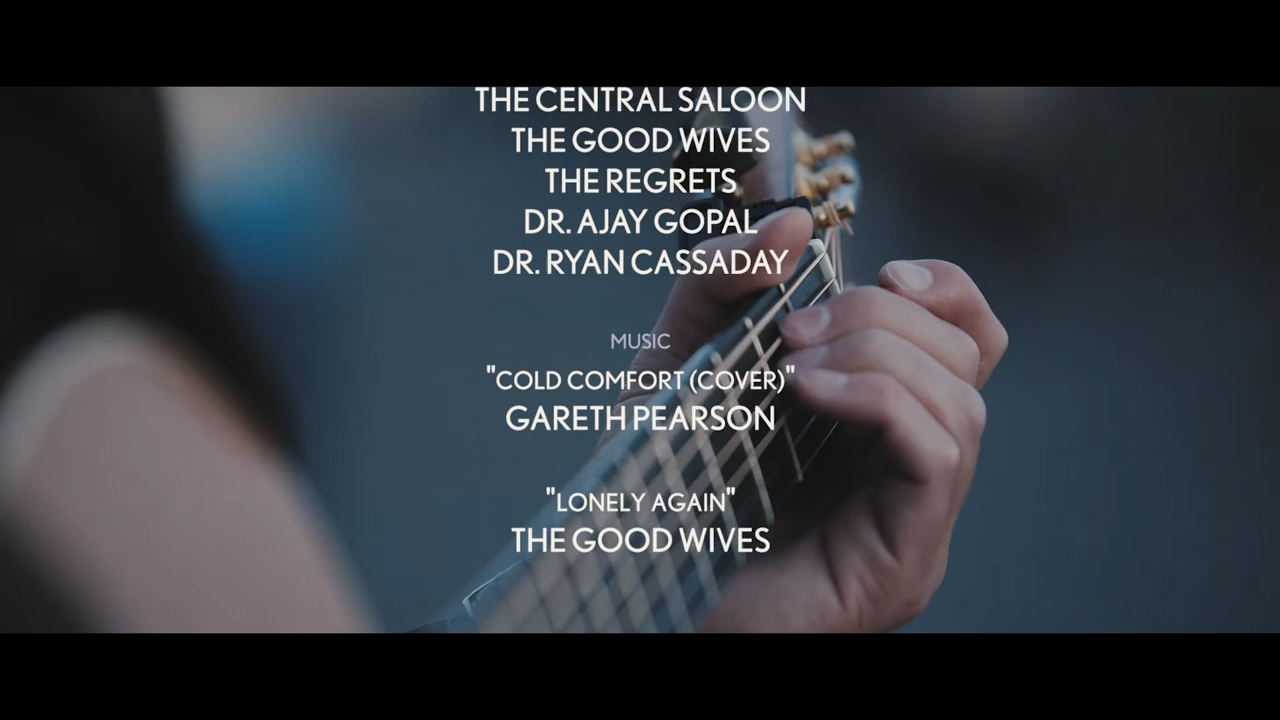 THE CENTRAL SALOON
THE GOOD WIVES
THE REGRETS
DR. AJAY GOPAL
DR. RYAN CASSADAY
MUSIC
"COLD COMFORT (COVER)"
GARETH PEARSON
"LONELY AGAIN"
THE GOOD WIVES